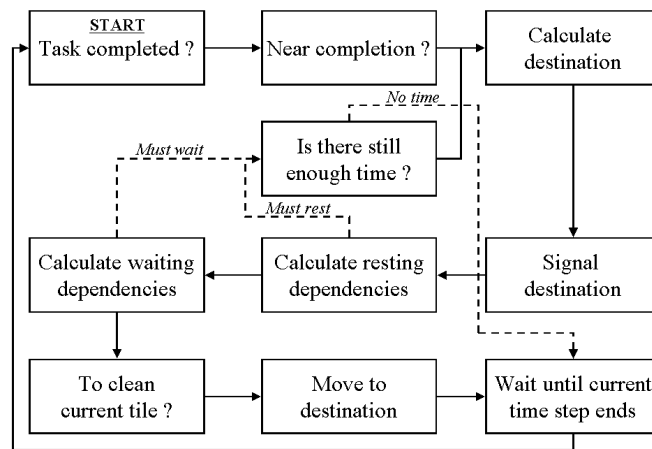 START
Task completed ?
Near completion ?
Calculate
destination
No time
Is there still
enough time ?
Must wait
Must rest
Calculate waiting
dependencies
Calculate resting
dependencies
Signal
destination
To clean
current tile ?
Move to
destination
Wait until current
time step ends